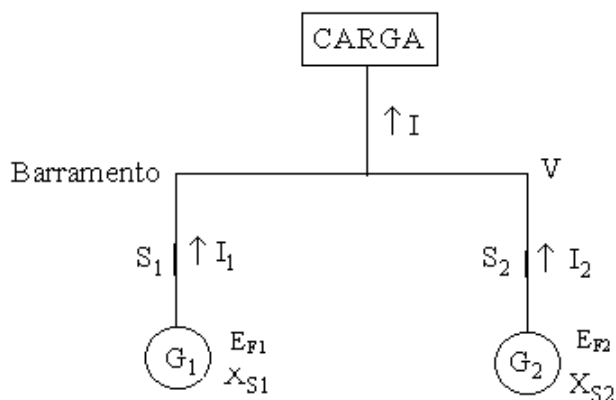 CARGA
↑ I
Barramento V
S1 ↑ I1 S2 ↑ I2
G1 EF1 XS1 G2 EF2 XS2